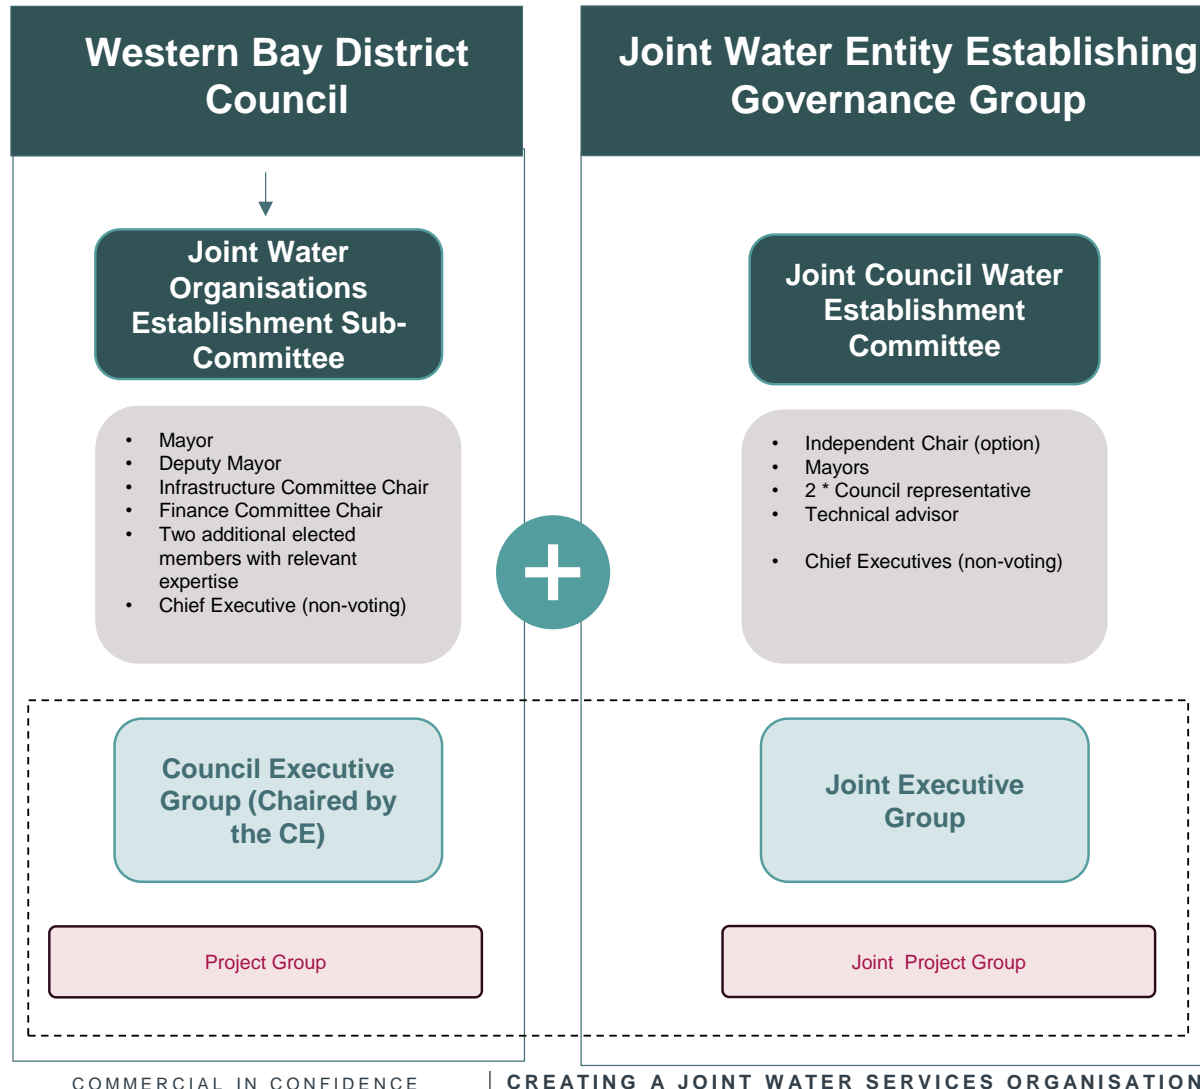 Western Bay District
Council
Joint Water
Organisations
Establishment Sub-
Committee
• Mayor
• Deputy Mayor
• Infrastructure Committee Chair
• Finance Committee Chair
• Two additional elected
members with relevant
expertise
• Chief Executive (non-voting)
Council Executive
Group (Chaired by
the CE)
Project Group
Joint Water Entity Establishing
Governance Group
Joint Council Water
Establishment
Committee
• Independent Chair (option)
• Mayors
• 2 * Council representative
• Technical advisor
• Chief Executives (non-voting)
Joint Executive
Group
Joint  Project Group
COMMERCIAL IN CONFIDENCE
CREATING A JOINT WATER SERVICES ORGANISATION